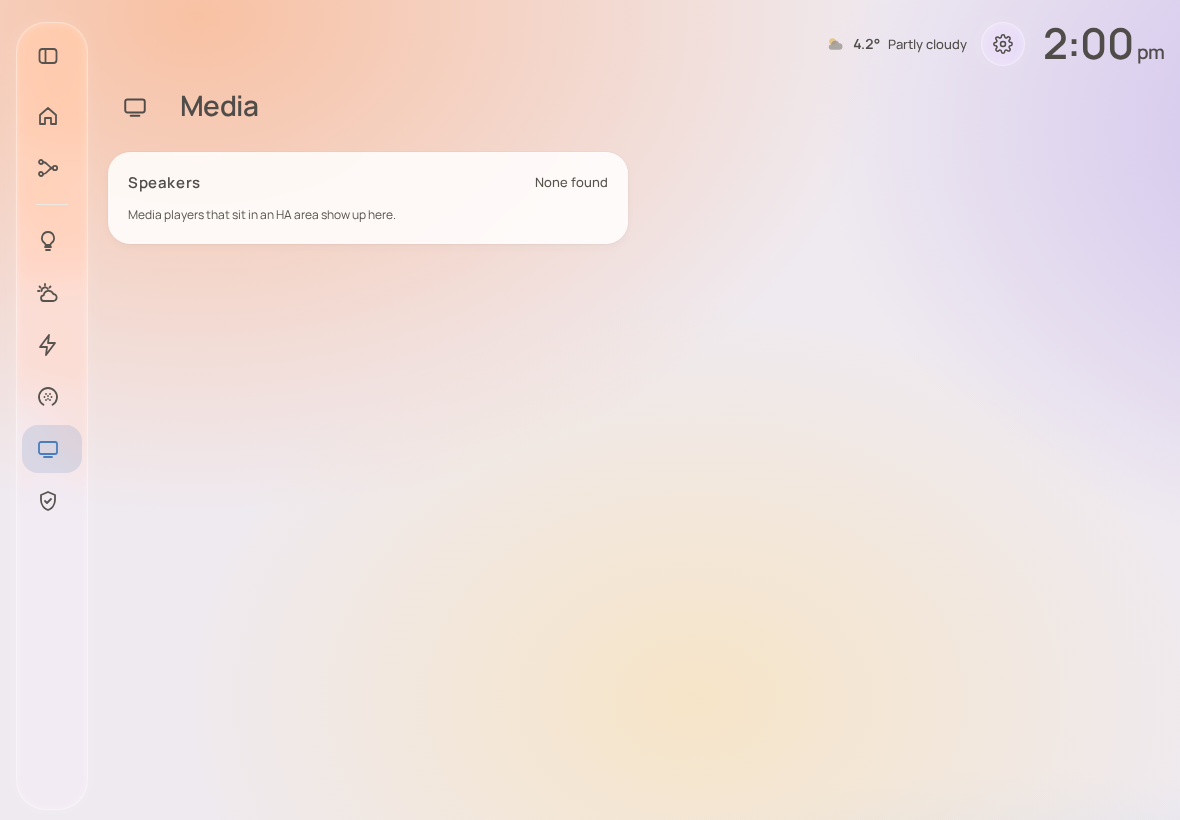 4.2° Partly cloudy
2:00 pm
Media
Speakers
None found
Media players that sit in an HA area show up here.